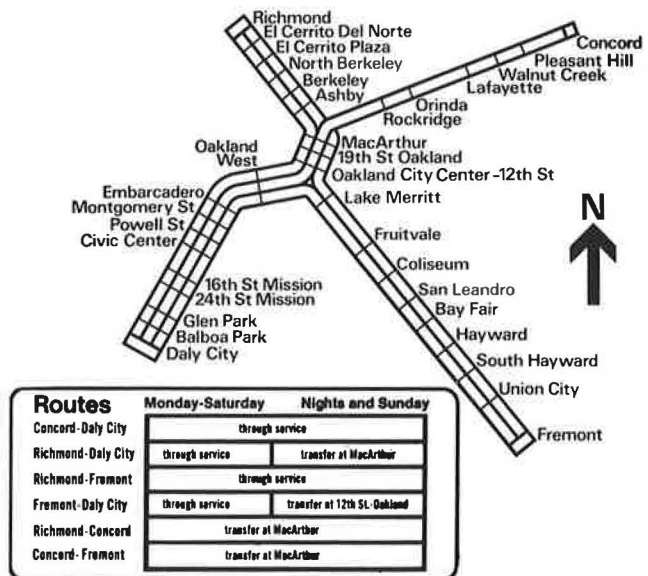 Richmond
El Cerrito Del Norte
El Cerrito Plaza
North Berkeley
Berkeley
Ashby
Concord
Pleasant Hill
Walnut Creek
Lafayette
Orinda
Rockridge
MacArthur
19th St Oakland
Oakland City Center-12th St
Lake Merritt
Oakland
West
Embarcadero
Montgomery St
Powell St
Civic Center
16th St Mission
24th St Mission
Glen Park
Balboa Park
Daly City
Fruitvale
Coliseum
San Leandro
Bay Fair
Hayward
South Hayward
Union City
Fremont
N
Routes Monday-Saturday Nights and Sunday
Concord-Daly City through service
Richmond-Daly City through service transfer at MacArthur
Richmond-Fremont through service
Fremont-Daly City through service transfer at 12th St.-Oakland
Richmond-Concord transfer at MacArthur
Concord-Fremont transfer at MacArthur